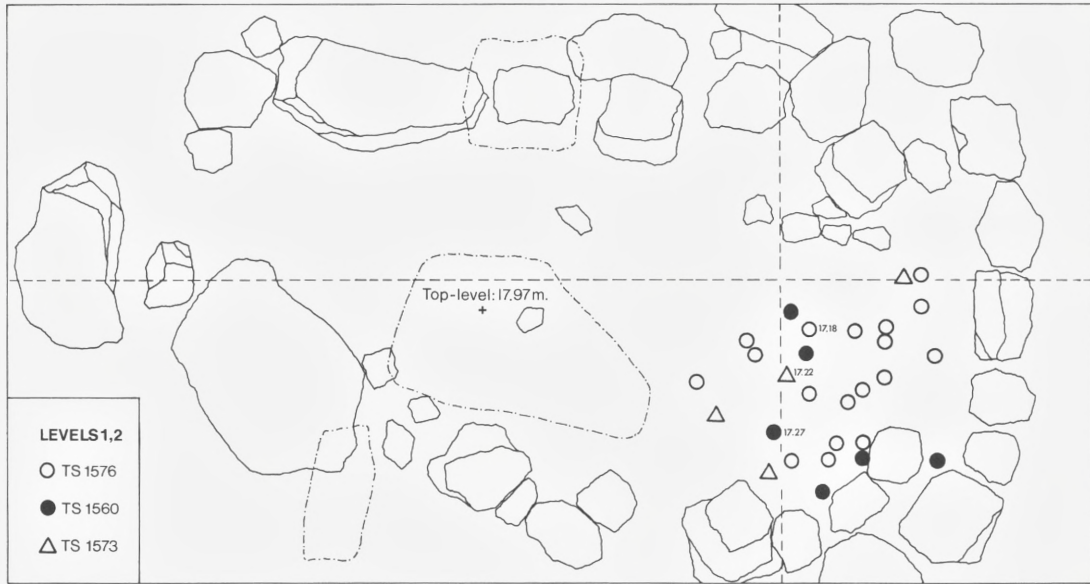 Top-level: 17.97m.
17.18
17.22
17.27
LEVELS 1,2
TS 1576
TS 1560
TS 1573